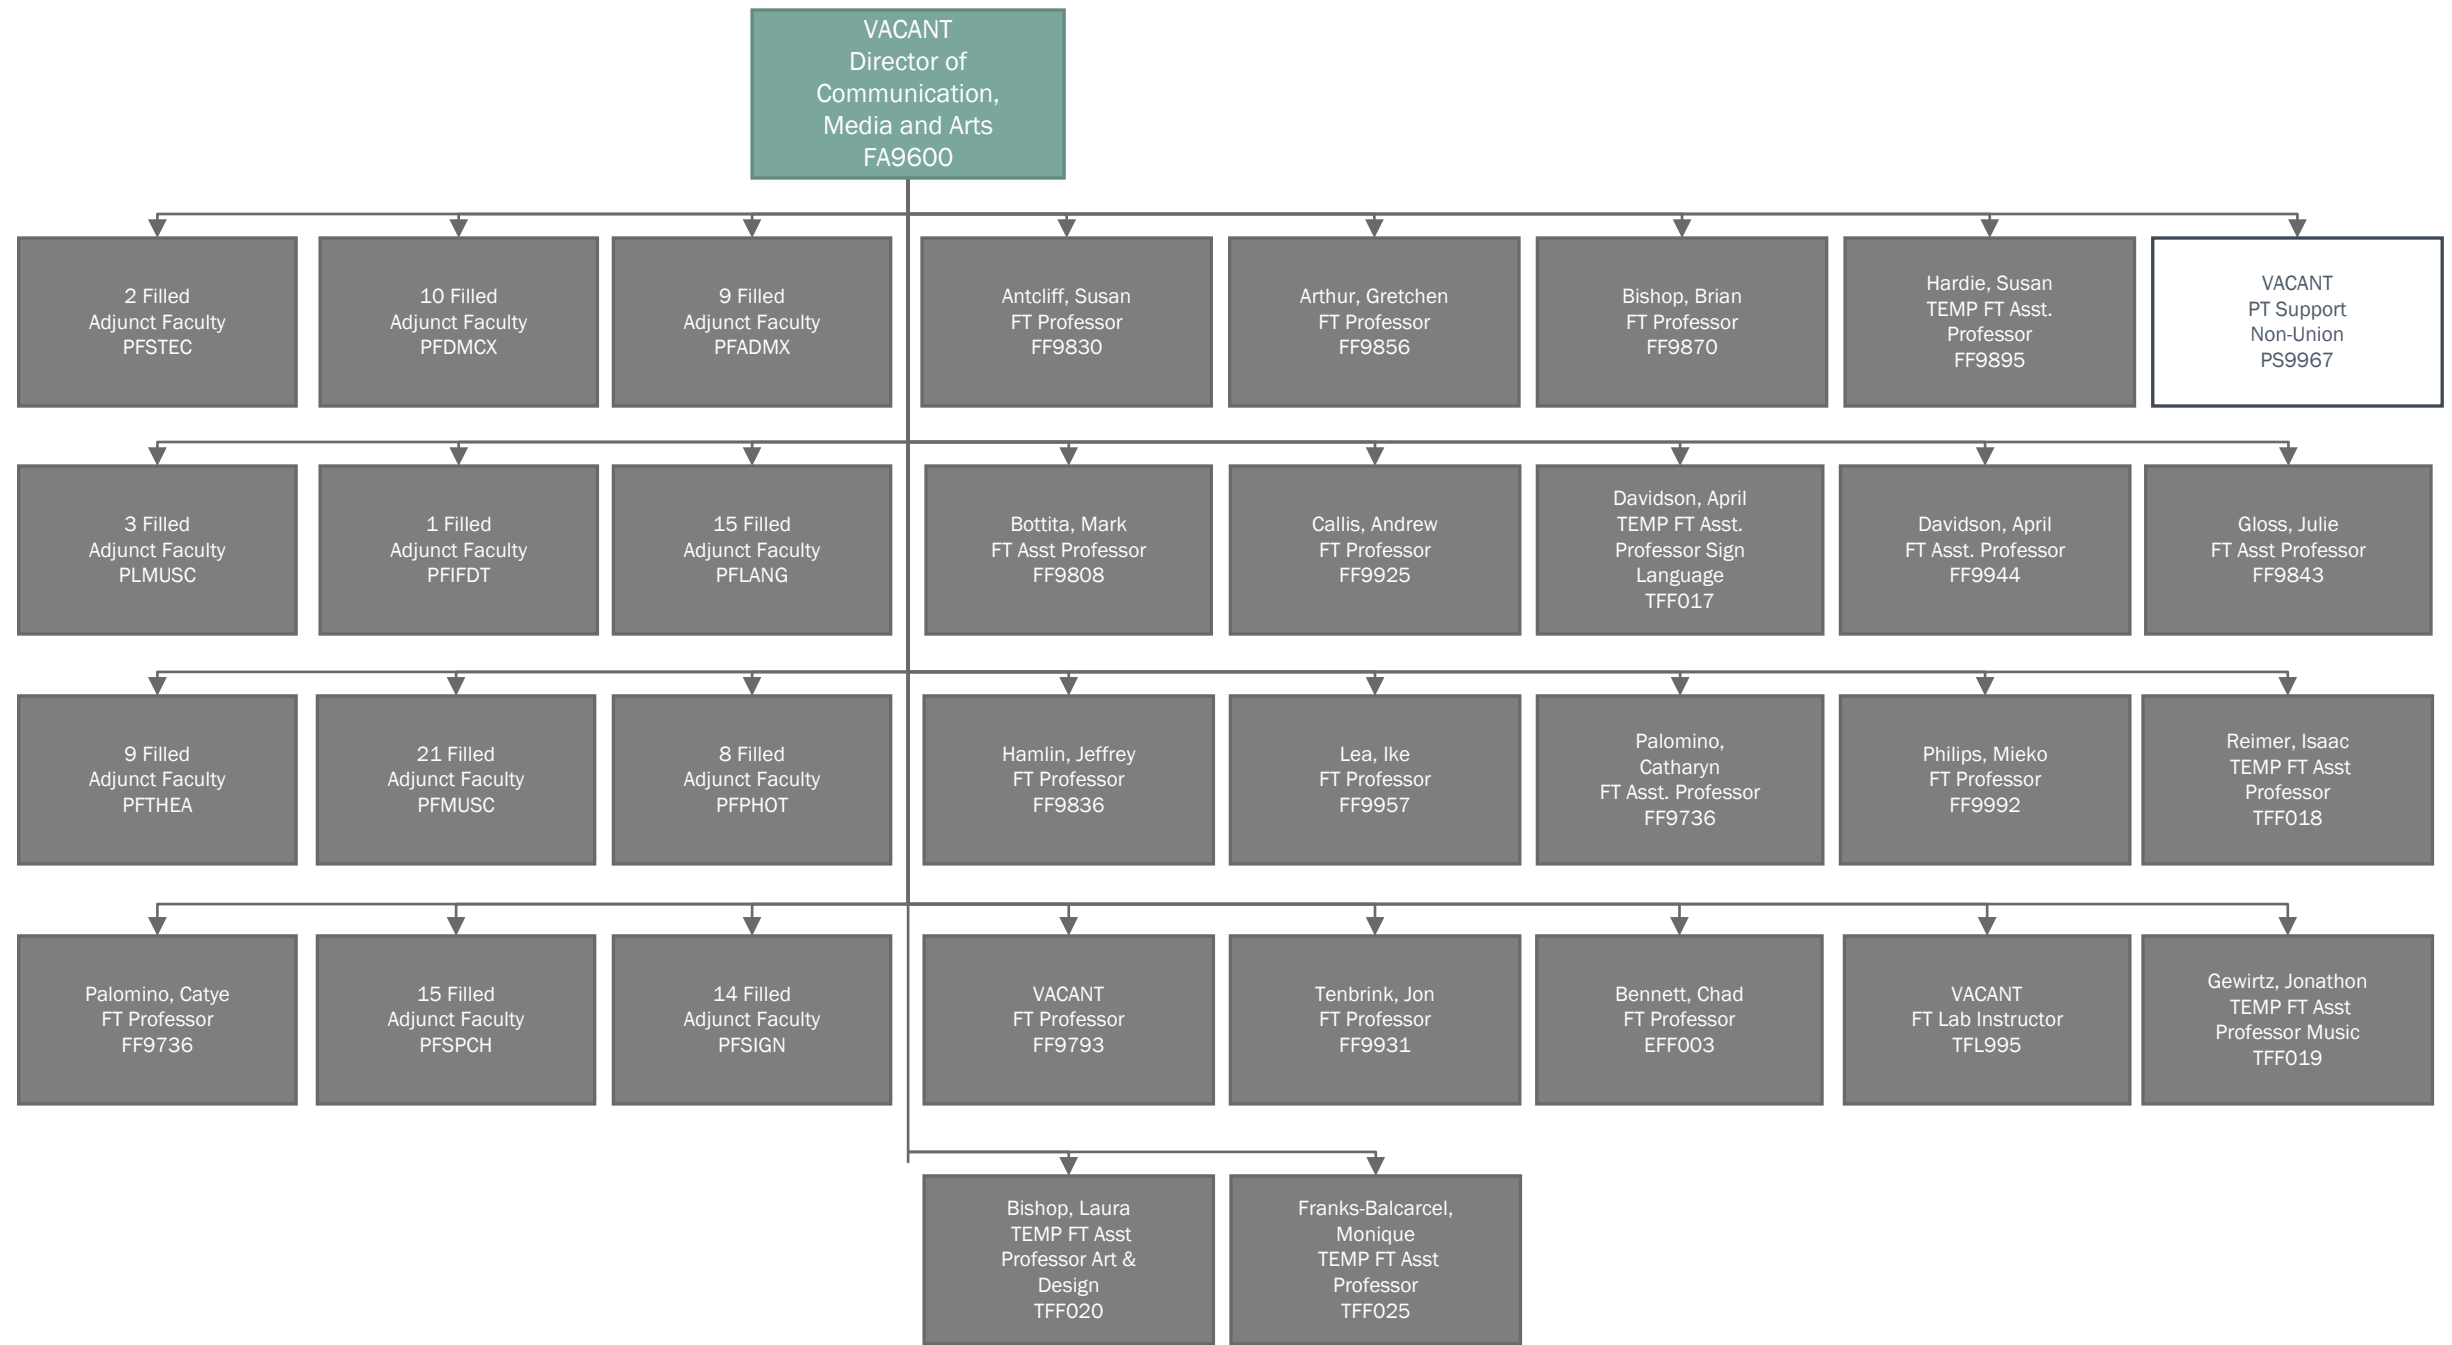 VACANT
Director of
Communication,
Media and Arts
FA9600
2 Filled
Adjunct Faculty
PFSTEC
10 Filled
Adjunct Faculty
PFDMCX
9 Filled
Adjunct Faculty
PFADMX
Antcliff, Susan
FT Professor
FF9830
Arthur, Gretchen
FT Professor
FF9856
Bishop, Brian
FT Professor
FF9870
Hardie, Susan
TEMP FT Asst.
Professor
FF9895
VACANT
PT Support
Non-Union
PS9967
3 Filled
Adjunct Faculty
PLMUSC
1 Filled
Adjunct Faculty
PFIFDT
15 Filled
Adjunct Faculty
PFLANG
Bottita, Mark
FT Asst Professor
FF9808
Callis, Andrew
FT Professor
FF9925
Davidson, April
TEMP FT Asst.
Professor Sign
Language
TFF017
Davidson, April
FT Asst. Professor
FF9944
Gloss, Julie
FT Asst Professor
FF9843
9 Filled
Adjunct Faculty
PFTHEA
21 Filled
Adjunct Faculty
PFMUSC
8 Filled
Adjunct Faculty
PFPHOT
Hamlin, Jeffrey
FT Professor
FF9836
Lea, Ike
FT Professor
FF9957
Palomino,
Catharyn
FT Asst. Professor
FF9736
Philips, Mieko
FT Professor
FF9992
Reimer, Isaac
TEMP FT Asst
Professor
TFF018
Palomino, Catye
FT Professor
FF9736
15 Filled
Adjunct Faculty
PFSPCH
14 Filled
Adjunct Faculty
PFSIGN
VACANT
FT Professor
FF9793
Tenbrink, Jon
FT Professor
FF9931
Bennett, Chad
FT Professor
EFF003
VACANT
FT Lab Instructor
TFL995
Gewirtz, Jonathon
TEMP FT Asst
Professor Music
TFF019
Bishop, Laura
TEMP FT Asst
Professor Art &
Design
TFF020
Franks-Balcarcel,
Monique
TEMP FT Asst
Professor
TFF025